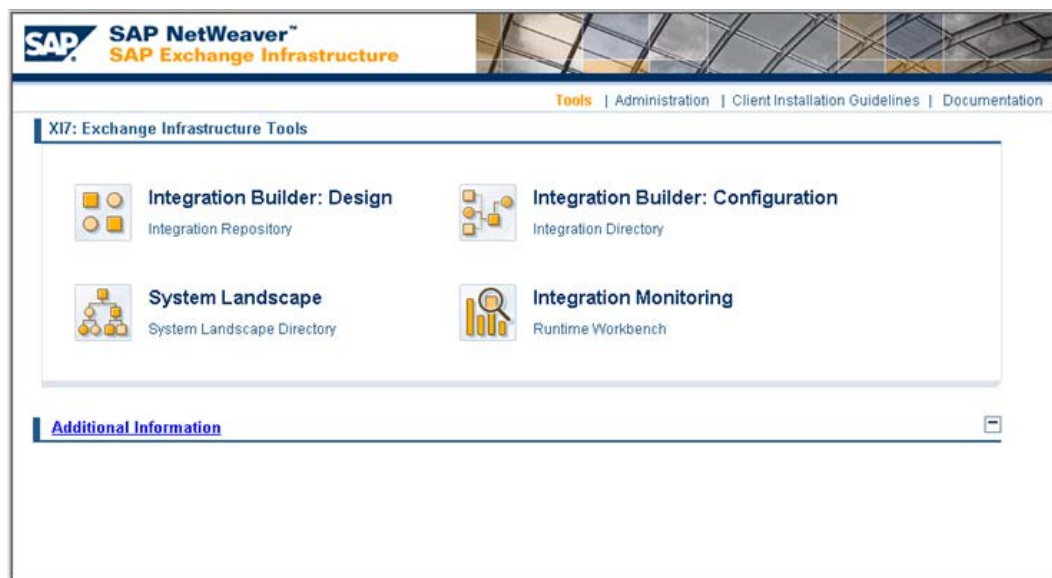 SAP
SAP NetWeaver™
SAP Exchange Infrastructure
Tools | Administration | Client Installation Guidelines | Documentation
XI7: Exchange Infrastructure Tools
Integration Builder: Design
Integration Repository
Integration Builder: Configuration
Integration Directory
System Landscape
System Landscape Directory
Integration Monitoring
Runtime Workbench
Additional Information